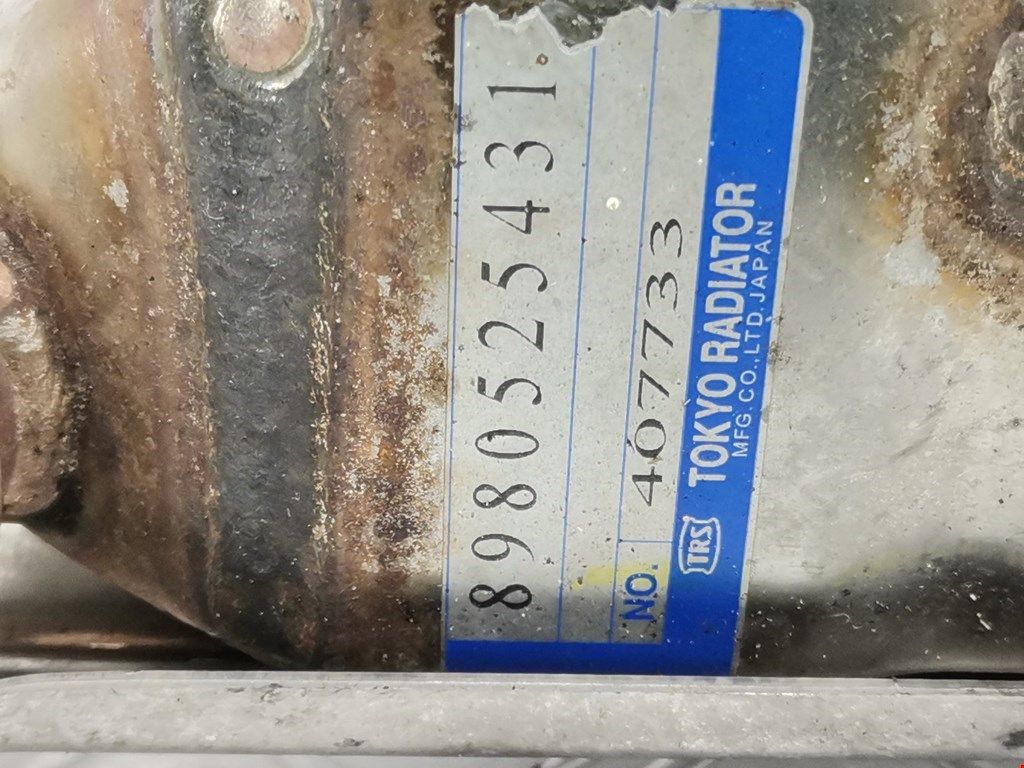 8980525431
NO. 407733
TRS TOKYO RADIATOR
MFG.CO.,LTD.JAPAN